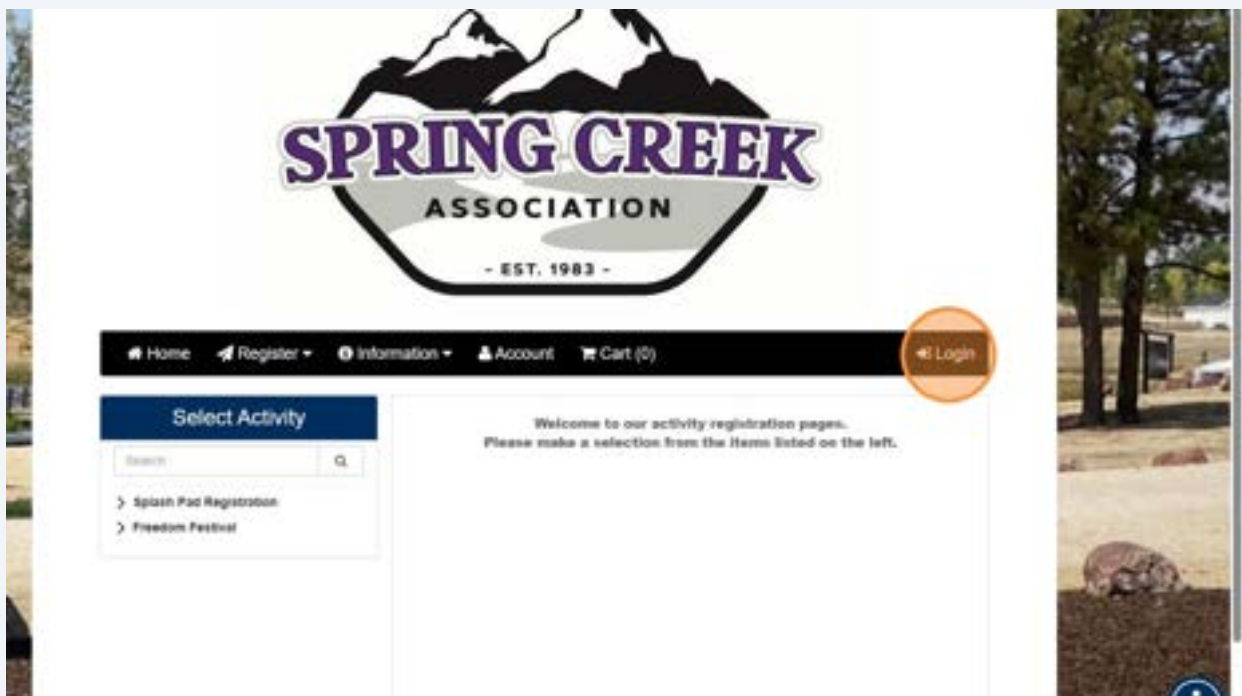 SPRING CREEK
ASSOCIATION
- EST. 1983 -
Home Register Information Account Cart (0) Login
Select Activity
Search
Splash Pad Registration
Freedom Festival
Welcome to our activity registration pages.
Please make a selection from the items listed on the left.